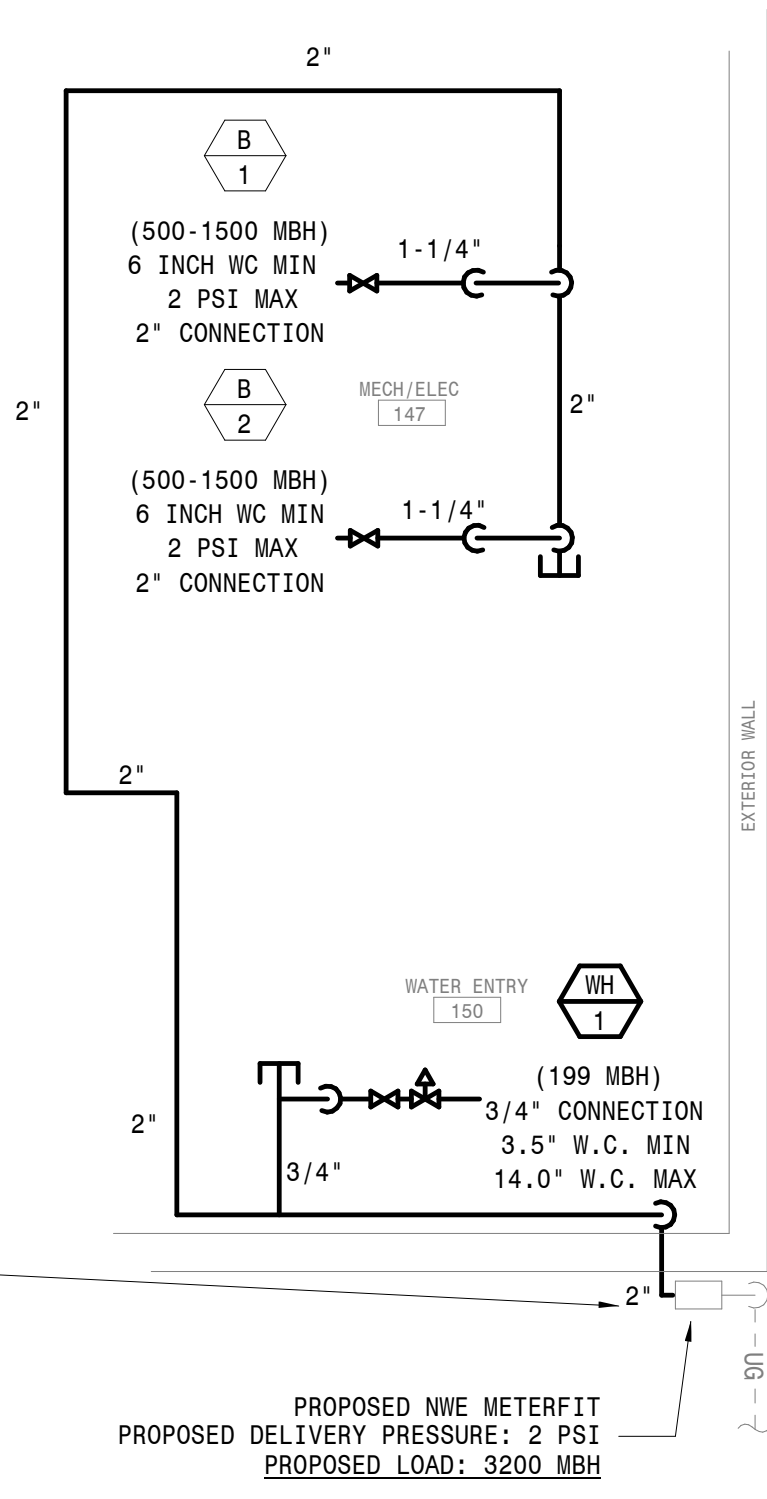 2"
B
1
(500-1500 MBH)
6 INCH WC MIN
2 PSI MAX
2" CONNECTION
1-1/4"
2"
B
2
MECH/ELEC
147
2"
(500-1500 MBH)
6 INCH WC MIN
2 PSI MAX
2" CONNECTION
1-1/4"
EXTERIOR WALL
2"
WATER ENTRY
150
WH
1
(199 MBH)
3/4" CONNECTION
3.5" W.C. MIN
14.0" W.C. MAX
2"
3/4"
2"
UG
PROPOSED NWE METERFIT
PROPOSED DELIVERY PRESSURE: 2 PSI
PROPOSED LOAD: 3200 MBH